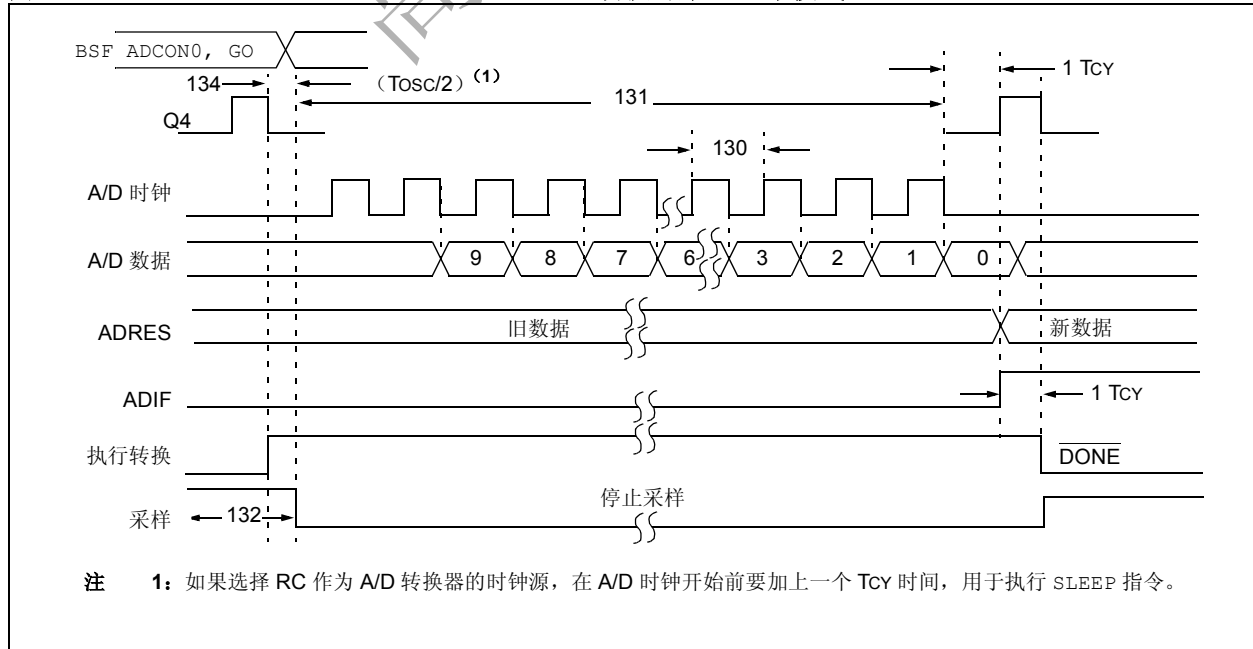 BSF ADCON0, GO
134
(TOSC/2)(1)
131
1 TCY
Q4
130
A/D 时钟
A/D 数据
9 8 7 6 3 2 1 0
ADRES
旧数据
新数据
ADIF
1 TCY
执行转换
DONE
采样
132
停止采样
注 1：如果选择 RC 作为 A/D 转换器的时钟源，在 A/D 时钟开始前要加上一个 TCY 时间，用于执行 SLEEP 指令。